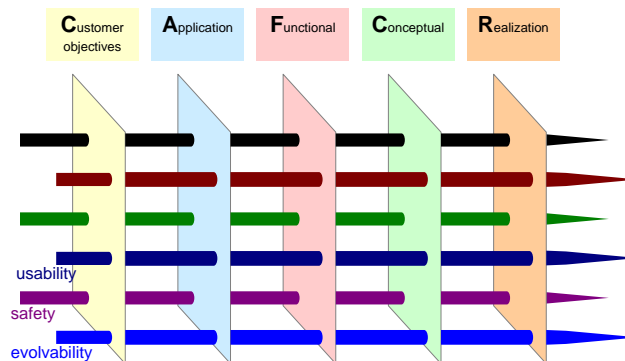 Customer
objectives
Application
Functional
Conceptual
Realization
usability
safety
evolvability